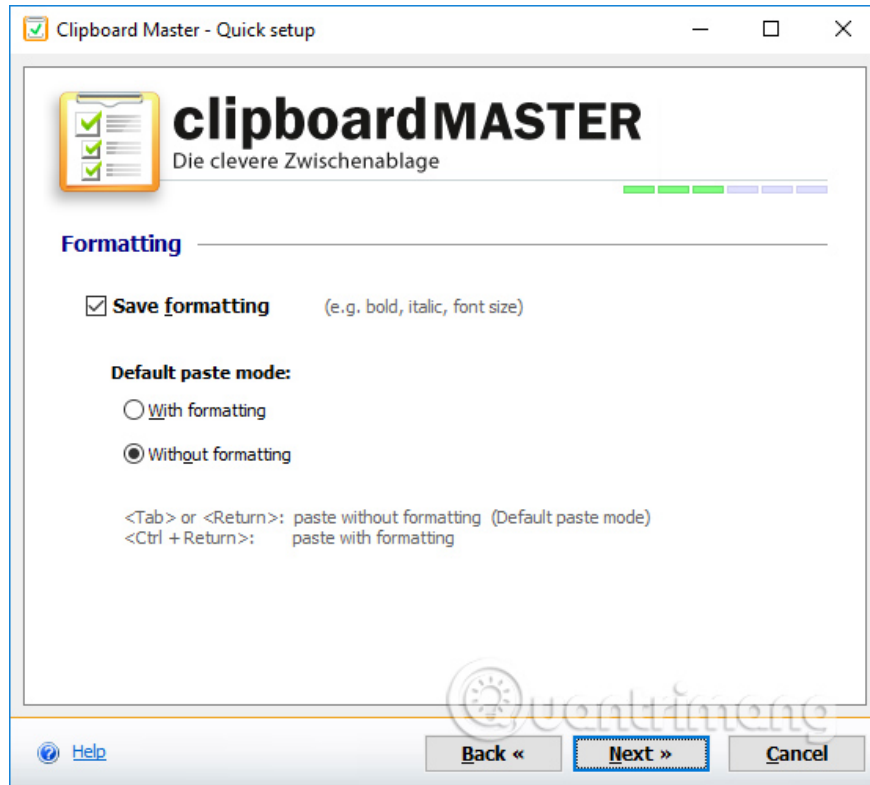 Clipboard Master - Quick setup
clipboardMASTER
Die clevere Zwischenablage
Formatting
Save formatting (e.g. bold, italic, font size)
Default paste mode:
With formatting
Without formatting
<Tab> or <Return>: paste without formatting (Default paste mode)
<Ctrl + Return>: paste with formatting
Quantrimang
Help Back « Next » Cancel